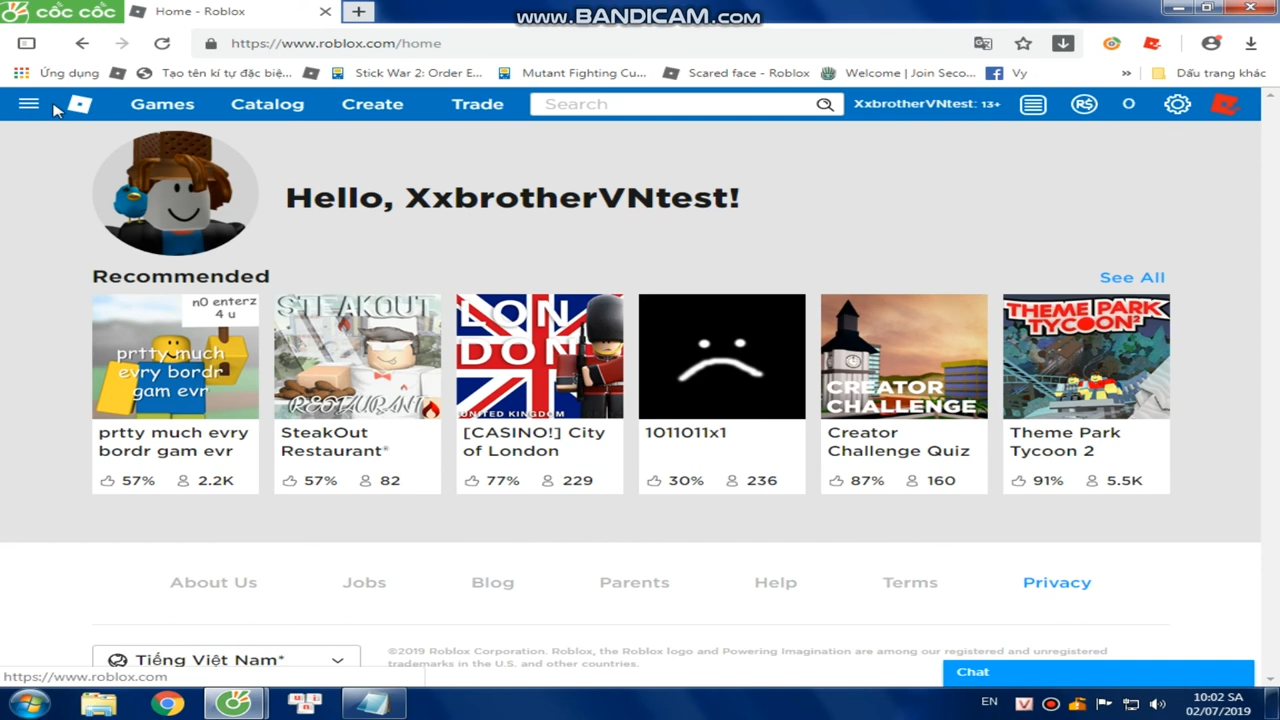 cốc cốc
Home - Roblox
www.BANDICAM.com
https://www.roblox.com/home
Ứng dụng
Tạo tên kí tự đặc biệ...
Stick War 2: Order E...
Mutant Fighting Cu...
Scared face - Roblox
Welcome | Join Seco...
Vy
»
Dấu trang khác
Games
Catalog
Create
Trade
Search
XxbrotherVNtest: 13+
R$
0
Hello, XxbrotherVNtest!
Recommended
See All
n0 enterz
4 u
prtty much
evry bordr
gam evr
STEAKOUT
RESTAURANT
LON
DON
UNITED KINGDOM
CREATOR
CHALLENGE
THEME PARK
TYCOON 2
prtty much evry
bordr gam evr
57% 2.2K
SteakOut
Restaurant®
57% 82
[CASINO!] City
of London
77% 229
1011011x1
30% 236
Creator
Challenge Quiz
87% 160
Theme Park
Tycoon 2
91% 5.5K
About Us
Jobs
Blog
Parents
Help
Terms
Privacy
Tiếng Việt Nam*
©2019 Roblox Corporation. Roblox, the Roblox logo and Powering Imagination are among our registered and unregistered
trademarks in the U.S. and other countries.
Chat
https://www.roblox.com
EN
10:02 SA
02/07/2019